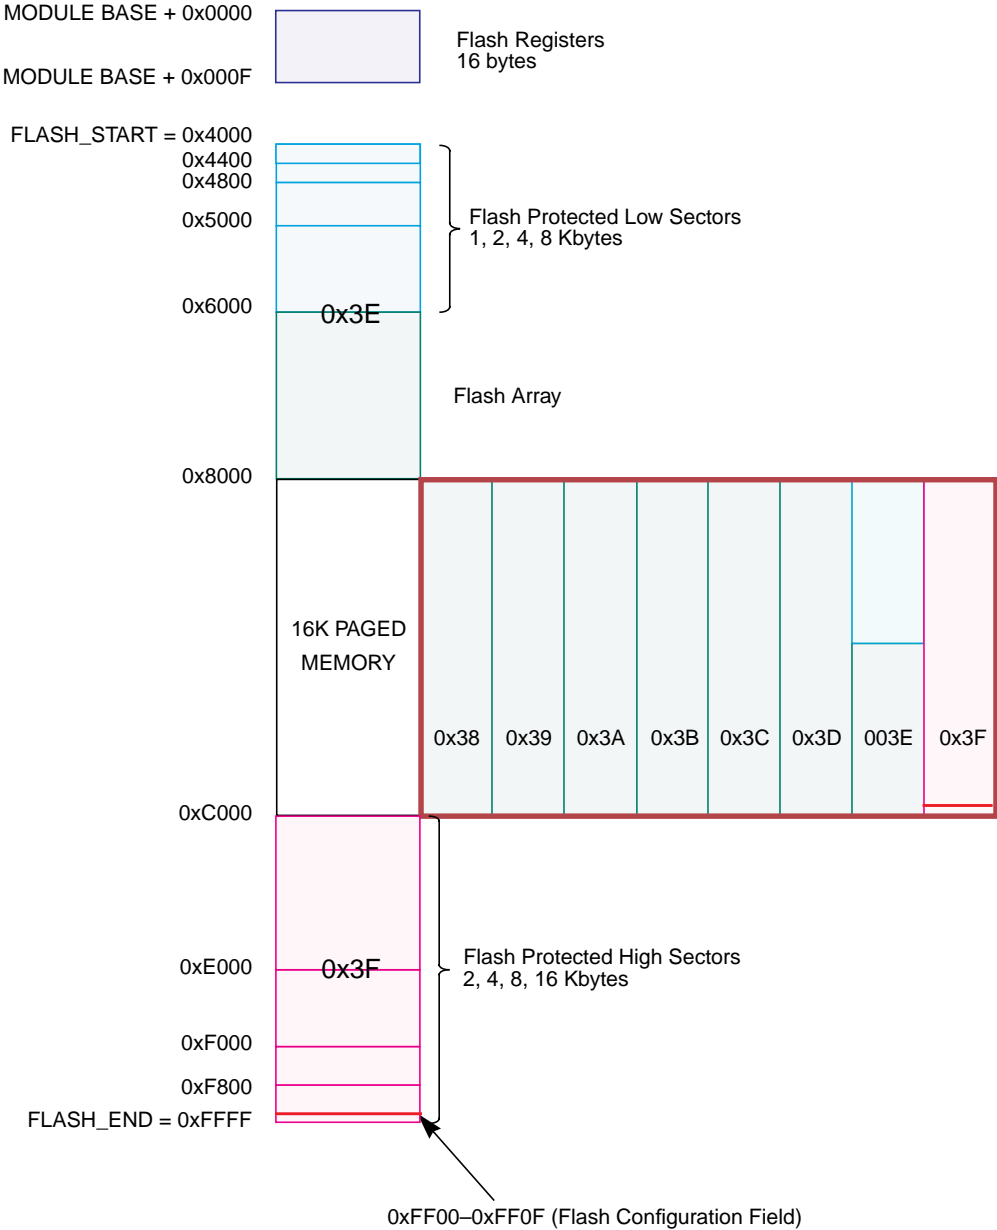 MODULE BASE + 0x0000
Flash Registers
16 bytes
MODULE BASE + 0x000F
FLASH_START = 0x4000
0x4400
0x4800
0x5000
Flash Protected Low Sectors
1, 2, 4, 8 Kbytes
0x6000
0x3E
Flash Array
0x8000
16K PAGED
MEMORY
0x38 0x39 0x3A 0x3B 0x3C 0x3D 003E 0x3F
0xC000
Flash Protected High Sectors
2, 4, 8, 16 Kbytes
0xE000
0x3F
0xF000
0xF800
FLASH_END = 0xFFFF
0xFF00–0xFF0F (Flash Configuration Field)